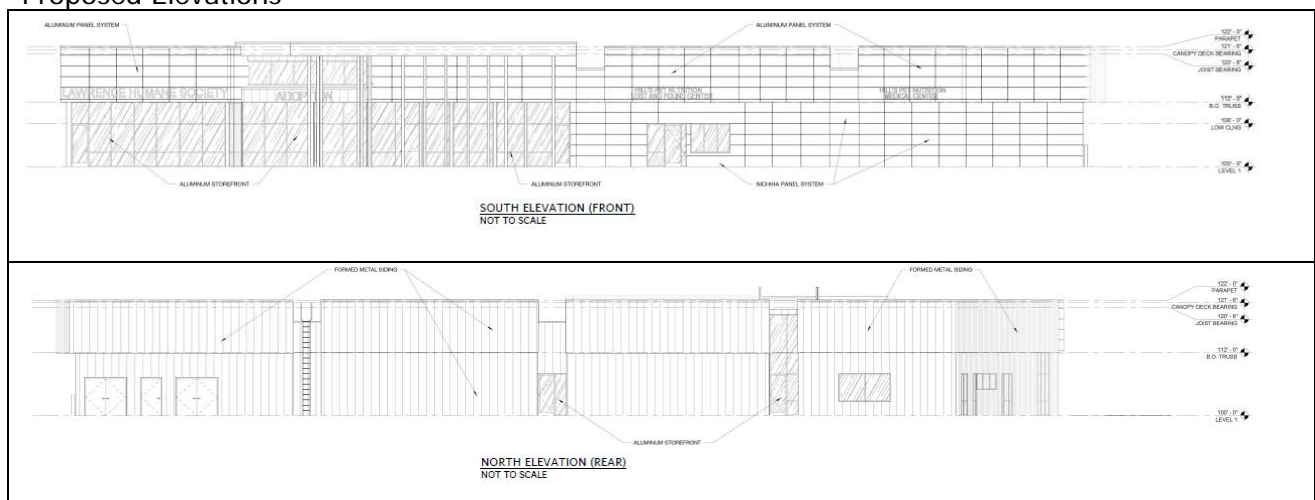 Proposed Elevations
ALUMINUM PANEL SYSTEM
ALUMINUM PANEL SYSTEM
122' - 0"
PARAPET
121' - 6"
CANOPY DECK BEARING
120' - 6"
JOIST BEARING
LAWRENCE HUMANE SOCIETY
ADOPTION
HILL'S PET NUTRITION
LOST AND FOUND CENTER
HILL'S PET NUTRITION
MEDICAL CENTER
112' - 0"
B.O. TRUSS
108' - 0"
LOW CLNG
100' - 0"
LEVEL 1
ALUMINUM STOREFRONT
ALUMINUM STOREFRONT
NICHIHA PANEL SYSTEM
SOUTH ELEVATION (FRONT)
NOT TO SCALE
FORMED METAL SIDING
FORMED METAL SIDING
122' - 0"
PARAPET
121' - 6"
CANOPY DECK BEARING
120' - 6"
JOIST BEARING
112' - 0"
B.O. TRUSS
100' - 0"
LEVEL 1
ALUMINUM STOREFRONT
NORTH ELEVATION (REAR)
NOT TO SCALE